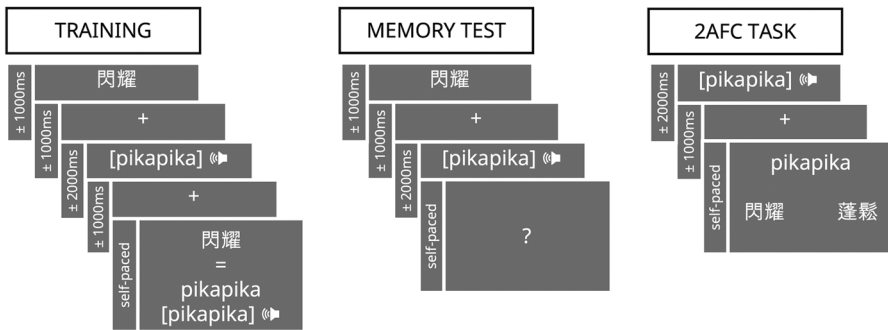 TRAINING
± 1000ms
閃耀
± 1000ms
+
± 2000ms
[pikapika]
± 1000ms
+
self-paced
閃耀
=
pikapika
[pikapika]
MEMORY TEST
± 1000ms
閃耀
± 1000ms
+
± 2000ms
[pikapika]
self-paced
?
2AFC TASK
± 2000ms
[pikapika]
± 1000ms
+
self-paced
pikapika
閃耀 蓬鬆